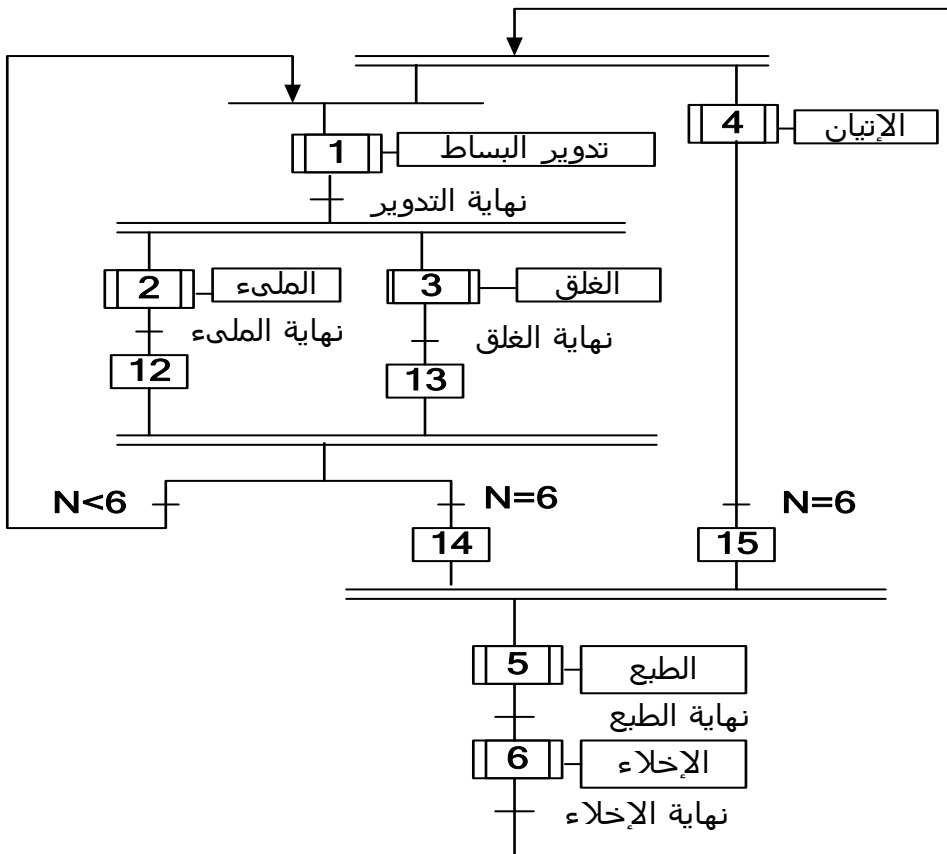 4 الإتيان
1 تدوير البساط
نهاية التدوير
2 الملىء
3 الغلق
نهاية الملىء
نهاية الغلق
12
13
N<6
N=6
N=6
14
15
5 الطبع
نهاية الطبع
6 الإخلاء
نهاية الإخلاء